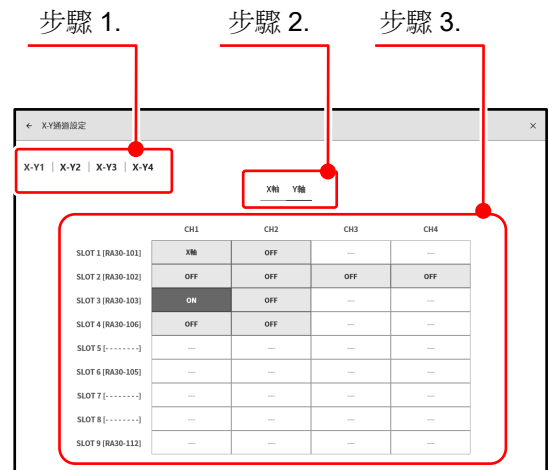 步驟 1. 步驟 2. 步驟 3.
← X-Y通道設定 ×
X-Y1 | X-Y2 | X-Y3 | X-Y4
X軸 Y軸
CH1 CH2 CH3 CH4
SLOT 1 [RA30-101] X軸 OFF --- ---
SLOT 2 [RA30-102] OFF OFF OFF OFF
SLOT 3 [RA30-103] ON OFF --- ---
SLOT 4 [RA30-106] OFF OFF --- ---
SLOT 5 [- - - - - - - -] --- --- --- ---
SLOT 6 [RA30-105] --- --- --- ---
SLOT 7 [- - - - - - - -] --- --- --- ---
SLOT 8 [- - - - - - - -] --- --- --- ---
SLOT 9 [RA30-112] --- --- --- ---